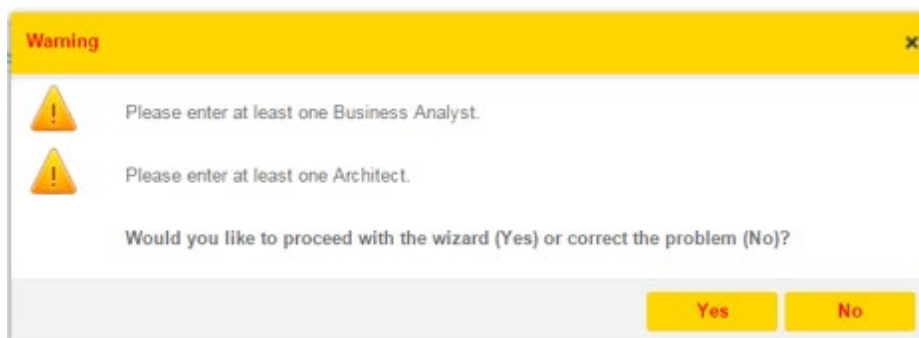 Warning
Please enter at least one Business Analyst.
Please enter at least one Architect.
Would you like to proceed with the wizard (Yes) or correct the problem (No)?
Yes No